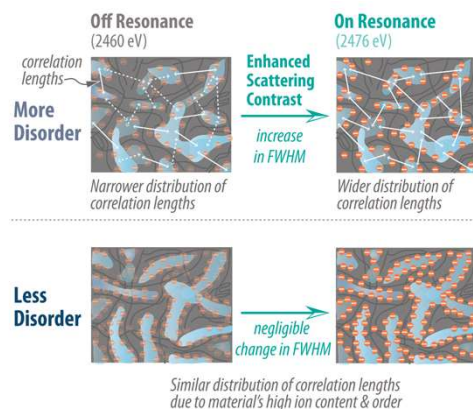 Off Resonance
(2460 eV)
On Resonance
(2476 eV)
correlation
lengths
More
Disorder
Enhanced
Scattering
Contrast
increase
in FWHM
Narrower distribution of
correlation lengths
Wider distribution of
correlation lengths
Less
Disorder
negligible
change in FWHM
Similar distribution of correlation lengths
due to material's high ion content & order